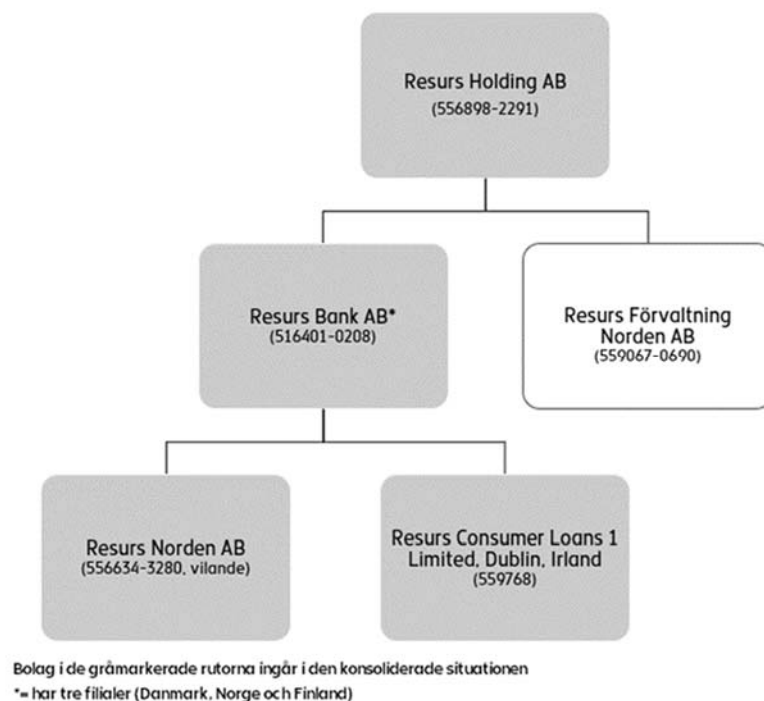 Resurs Holding AB
(556898-2291)
Resurs Bank AB*
(516401-0208)
Resurs Förvaltning
Norden AB
(559067-0690)
Resurs Norden AB
(556634-3280, vilande)
Resurs Consumer Loans 1
Limited, Dublin, Irland
(559768)
Bolag i de gråmarkerade rutorna ingår i den konsoliderade situationen
*= har tre filialer (Danmark, Norge och Finland)